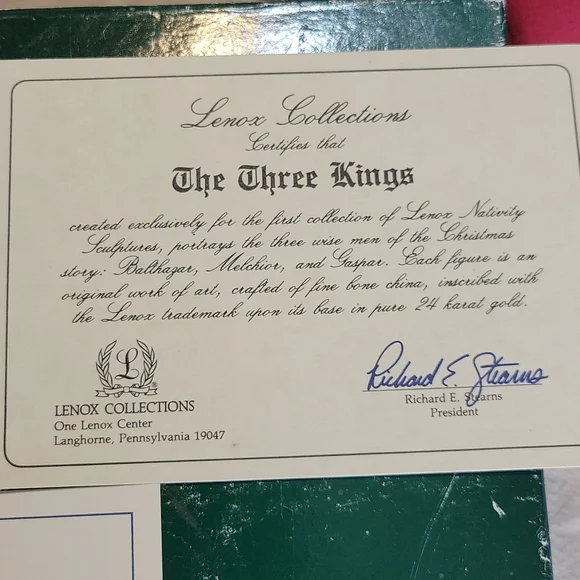 Lenox Collections
Certifies that
The Three Kings
created exclusively for the first collection of Lenox Nativity
Sculptures, portrays the three wise men of the Christmas
story: Balthazar, Melchior, and Gaspar. Each figure is an
original work of art, crafted of fine bone china, inscribed with
the Lenox trademark upon its base in pure 24 karat gold.
L
®
LENOX COLLECTIONS
One Lenox Center
Langhorne, Pennsylvania 19047
Richard E. Stearns
Richard E. Stearns
President